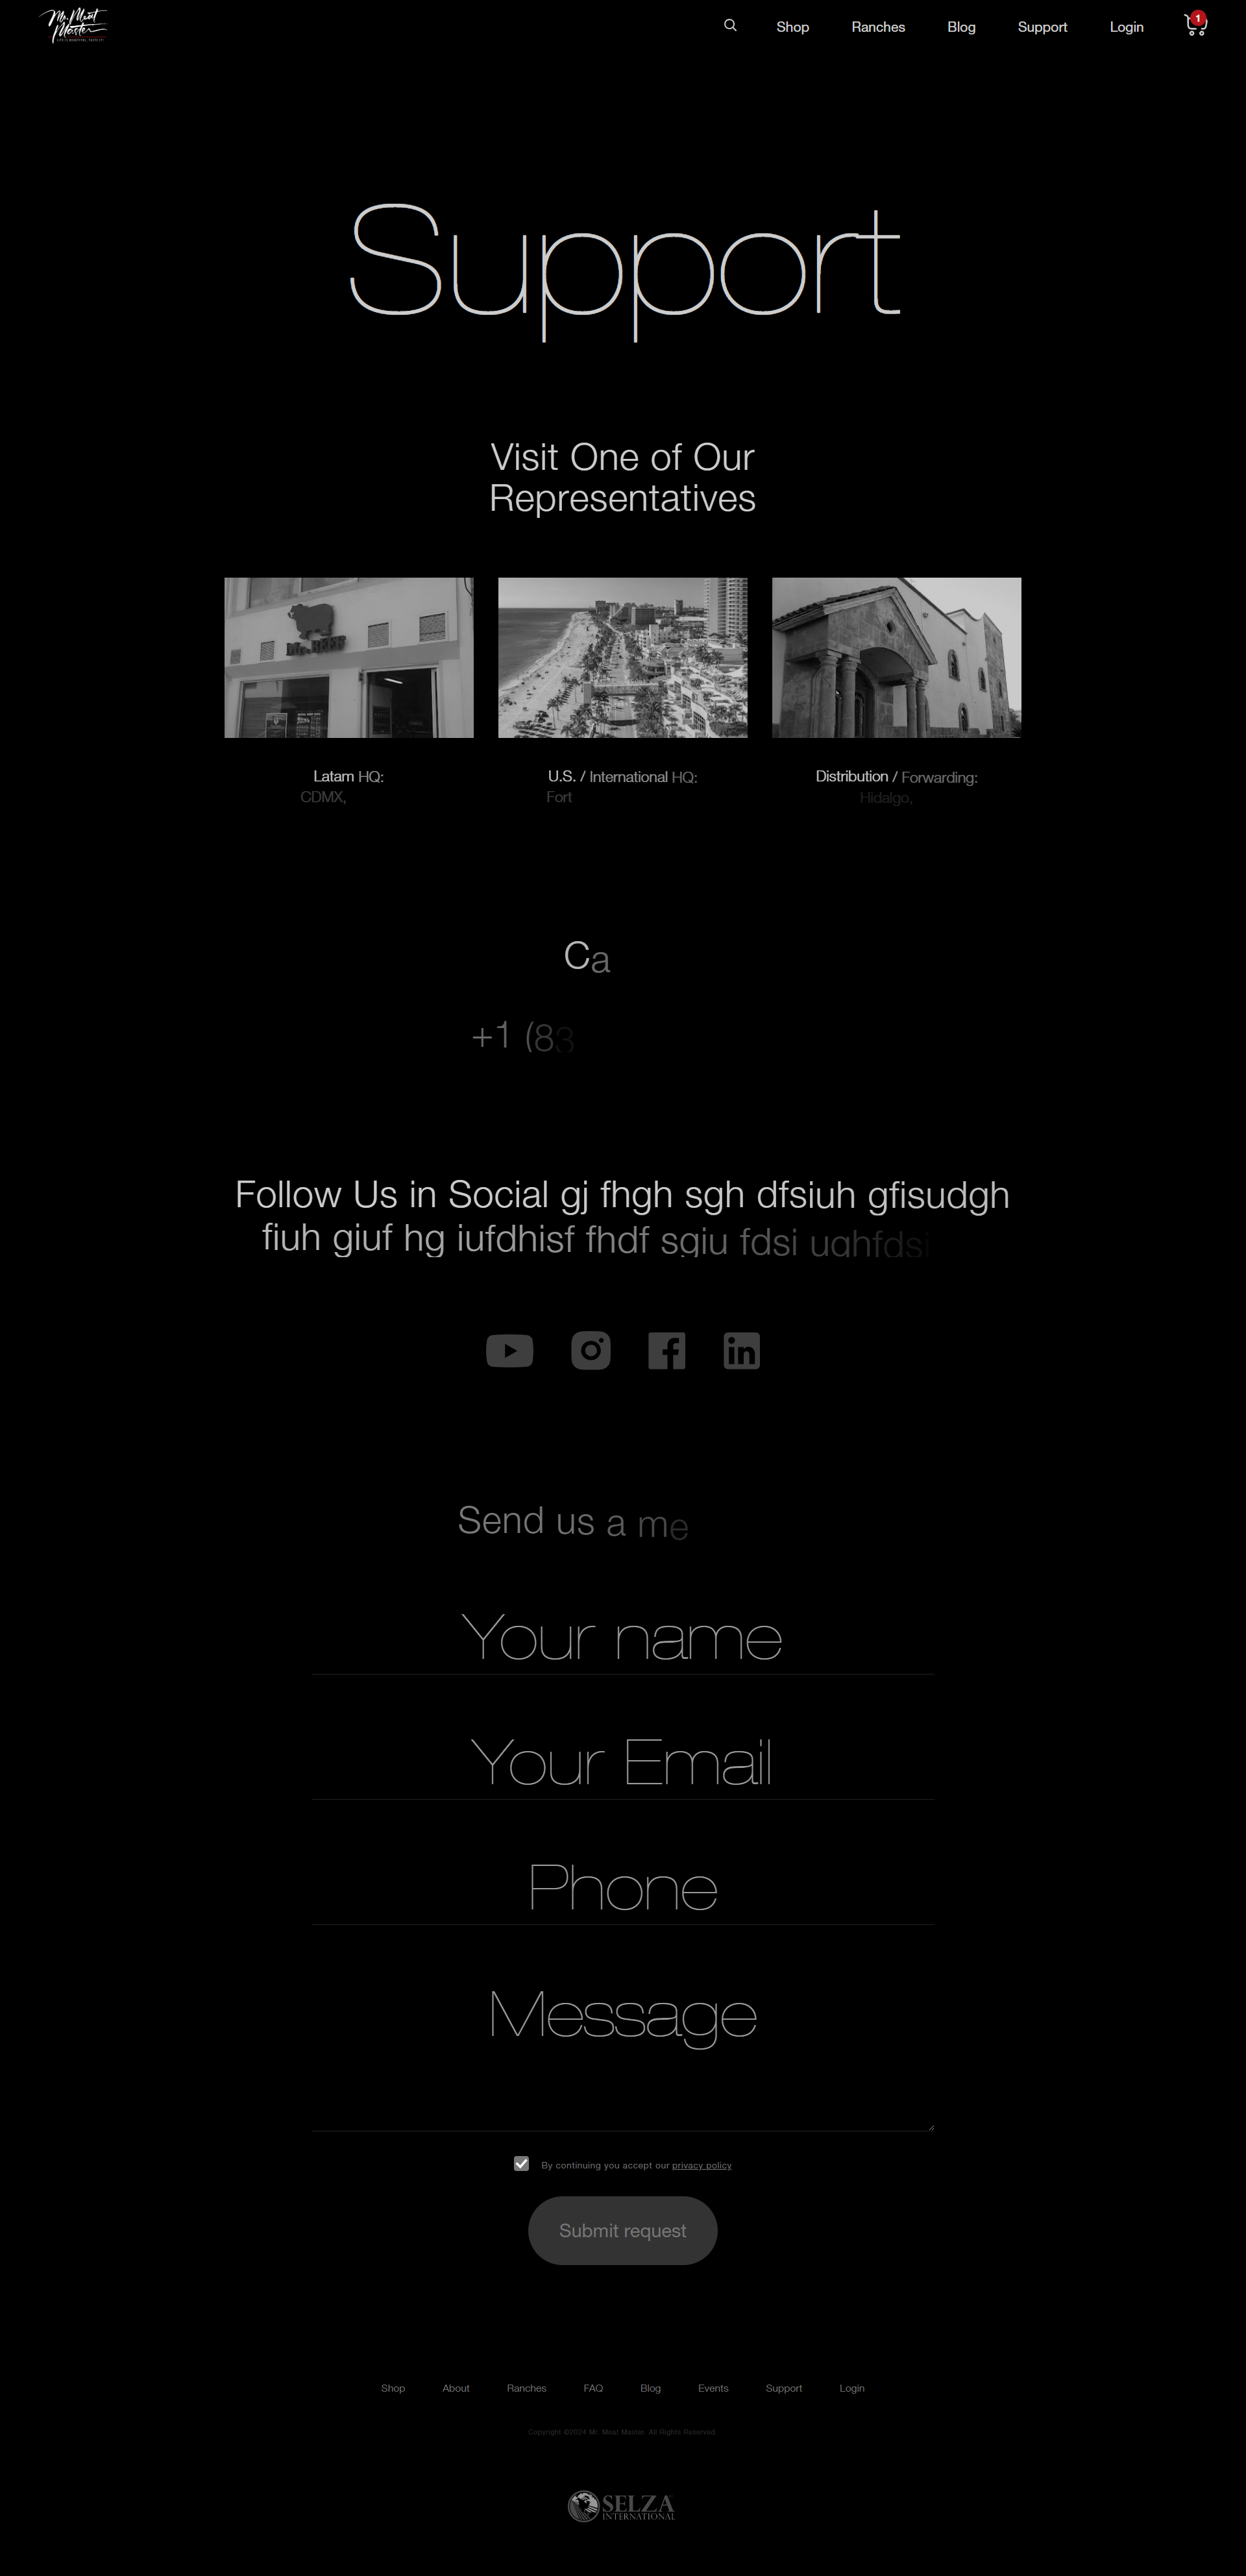 Mr. Meat
Master
Shop Ranches Blog Support Login 1
Support
Visit One of Our
Representatives
Mr. BEEF
Latam HQ:
CDMX,
U.S. / International HQ:
Fort
Distribution / Forwarding:
Hidalgo,
Ca
+1 (83
Follow Us in Social gj fhgh sgh dfsiuh gfisudgh
fiuh giuf hg iufdhisf fhdf sgiu fdsi ughfdsi
Send us a me
Your name
Your Email
Phone
Message
By continuing you accept our privacy policy
Submit request
Shop About Ranches FAQ Blog Events Support Login
Copyright ©2024 Mr. Meat Master. All Rights Reserved.
SELZA
INTERNATIONAL